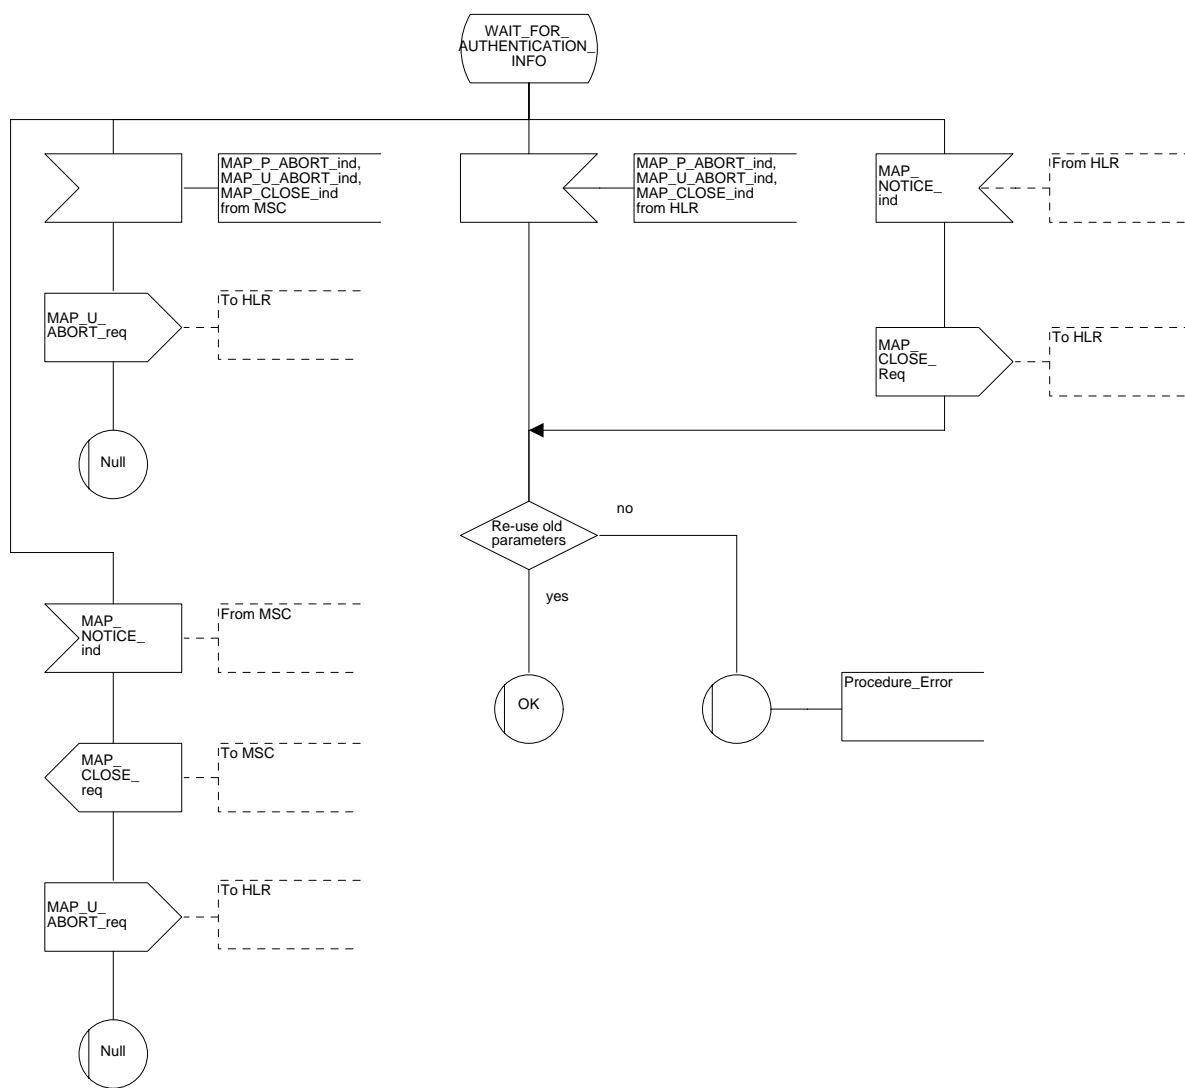 WAIT_FOR_
AUTHENTICATION_
INFO
MAP_P_ABORT_ind,
MAP_U_ABORT_ind,
MAP_CLOSE_ind
from MSC
MAP_P_ABORT_ind,
MAP_U_ABORT_ind,
MAP_CLOSE_ind
from HLR
MAP_
NOTICE_
ind
From HLR
MAP_U_
ABORT_req
To HLR
MAP_
CLOSE_
Req
To HLR
Null
Re-use old
parameters
no
yes
MAP_
NOTICE_
ind
From MSC
OK
Procedure_Error
MAP_
CLOSE_
req
To MSC
MAP_U_
ABORT_req
To HLR
Null